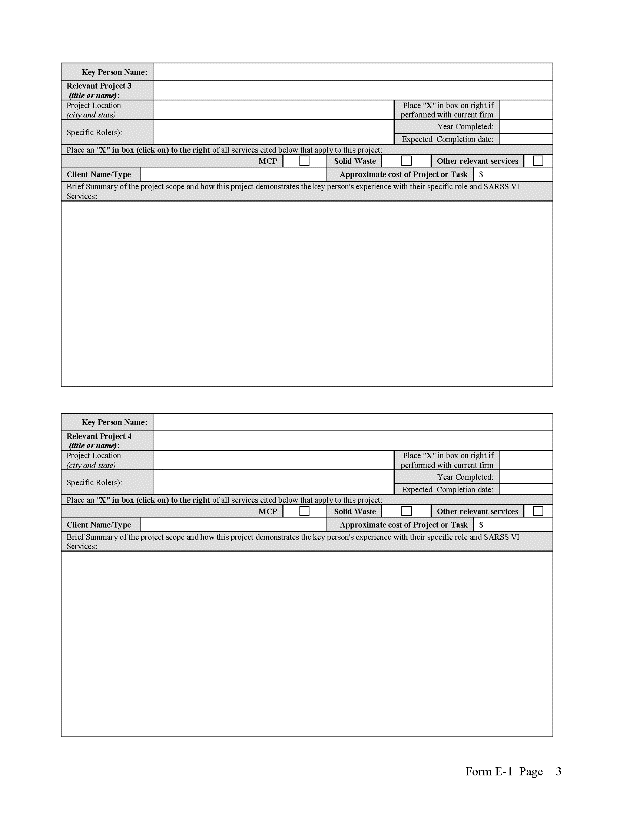 Key Person Name:
Relevant Project 3
(title or name):
Project Location
(city and state)
Place "X" in box on right if
performed with current firm
Specific Role(s):
Year Completed:
Expected Completion date:
Place an "X" in box (click on) to the right of all services cited below that apply to this project:
MCP Solid Waste Other relevant services
Client Name/Type Approximate cost of Project or Task $
Brief Summary of the project scope and how this project demonstrates the key person's experience with their specific role and SARSS VI
Services:
Key Person Name:
Relevant Project 4
(title or name):
Project Location
(city and state)
Place "X" in box on right if
performed with current firm
Specific Role(s):
Year Completed:
Expected Completion date:
Place an "X" in box (click on) to the right of all services cited below that apply to this project:
MCP Solid Waste Other relevant services
Client Name/Type Approximate cost of Project or Task $
Brief Summary of the project scope and how this project demonstrates the key person's experience with their specific role and SARSS VI
Services:
Form E-1 Page 3